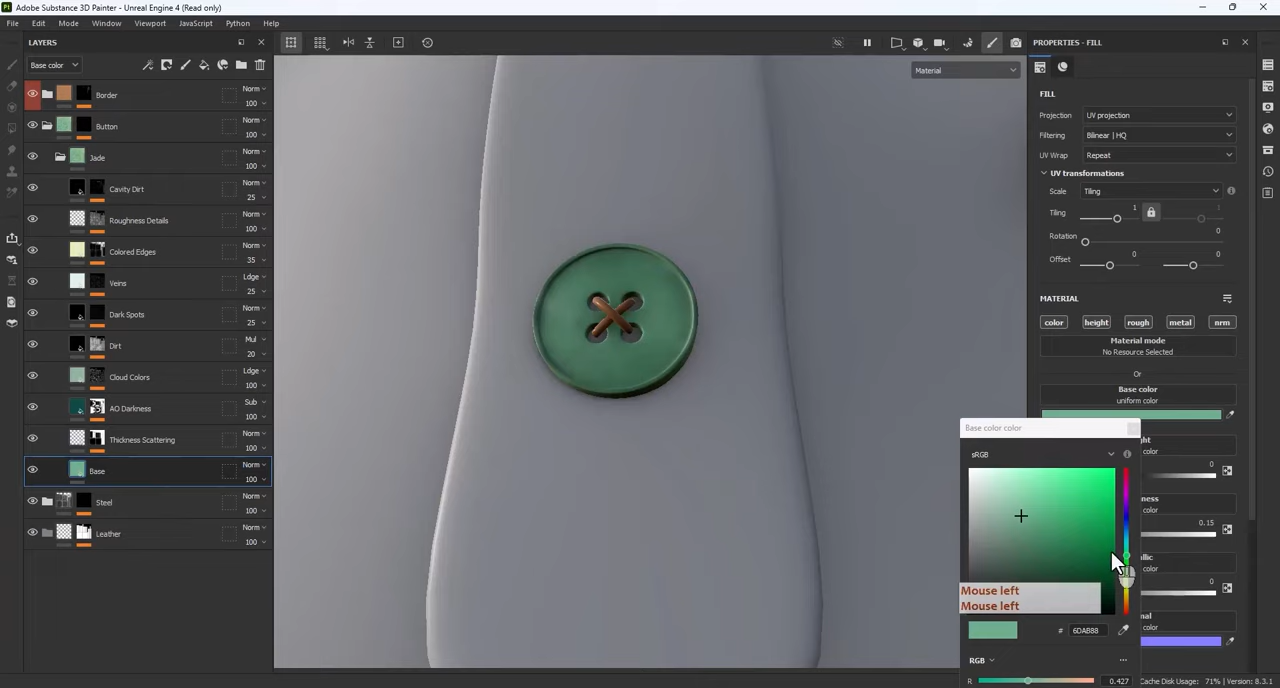 Adobe Substance 3D Painter - Unreal Engine 4 (Read only)
File Edit Mode Window Viewport JavaScript Python Help
LAYERS
Base color
Border Norm 100
Button Norm 100
Jade Norm 100
Cavity Dirt Norm 25
Roughness Details Norm 100
Colored Edges Norm 35
Veins Ldge 25
Dark Spots Norm 25
Dirt Mul 20
Cloud Colors Ldge 100
AO Darkness Sub 100
Thickness Scattering Norm 100
Base Norm 100
Steel Norm 100
Leather Norm 100
Material
PROPERTIES - FILL
FILL
Projection UV projection
Filtering Bilinear | HQ
UV Wrap Repeat
UV transformations
Scale Tiling
Tiling 1
Rotation 0
Offset 0 0
MATERIAL
color height rough metal nrm
Material mode
No Resource Selected
Or
Base color
uniform color
Base color color
sRGB
ght
0
ness
color
0.15
llic
color
0
mal
color
Mouse left
Mouse left
# 6DAB88
RGB
R 0.427
Cache Disk Usage: 71% | Version: 8.3.1